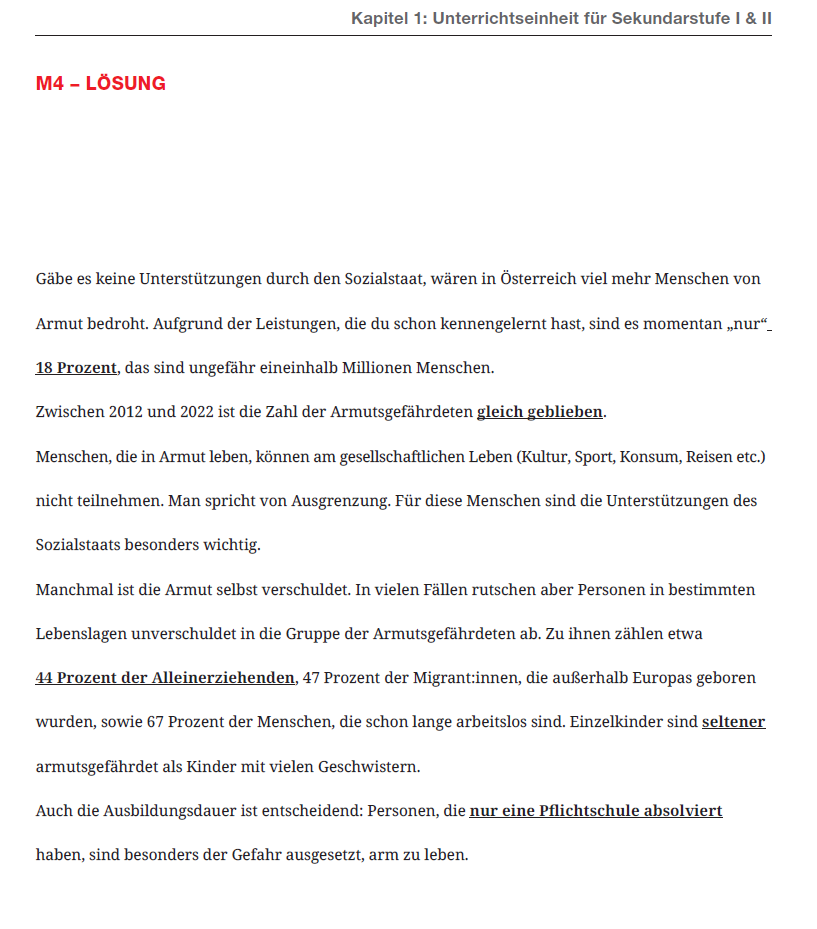 Kapitel 1: Unterrichtseinheit für Sekundarstufe I & II
M4 – LÖSUNG
Gäbe es keine Unterstützungen durch den Sozialstaat, wären in Österreich viel mehr Menschen von
Armut bedroht. Aufgrund der Leistungen, die du schon kennengelernt hast, sind es momentan „nur“
18 Prozent, das sind ungefähr eineinhalb Millionen Menschen.
Zwischen 2012 und 2022 ist die Zahl der Armutsgefährdeten gleich geblieben.
Menschen, die in Armut leben, können am gesellschaftlichen Leben (Kultur, Sport, Konsum, Reisen etc.)
nicht teilnehmen. Man spricht von Ausgrenzung. Für diese Menschen sind die Unterstützungen des
Sozialstaats besonders wichtig.
Manchmal ist die Armut selbst verschuldet. In vielen Fällen rutschen aber Personen in bestimmten
Lebenslagen unverschuldet in die Gruppe der Armutsgefährdeten ab. Zu ihnen zählen etwa
44 Prozent der Alleinerziehenden, 47 Prozent der Migrant:innen, die außerhalb Europas geboren
wurden, sowie 67 Prozent der Menschen, die schon lange arbeitslos sind. Einzelkinder sind seltener
armutsgefährdet als Kinder mit vielen Geschwistern.
Auch die Ausbildungsdauer ist entscheidend: Personen, die nur eine Pflichtschule absolviert
haben, sind besonders der Gefahr ausgesetzt, arm zu leben.